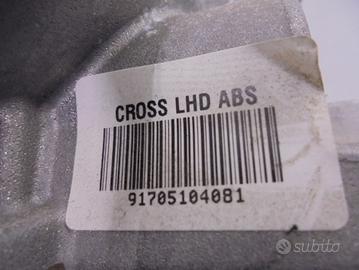 CROSS LHD ABS
91705104081
subito